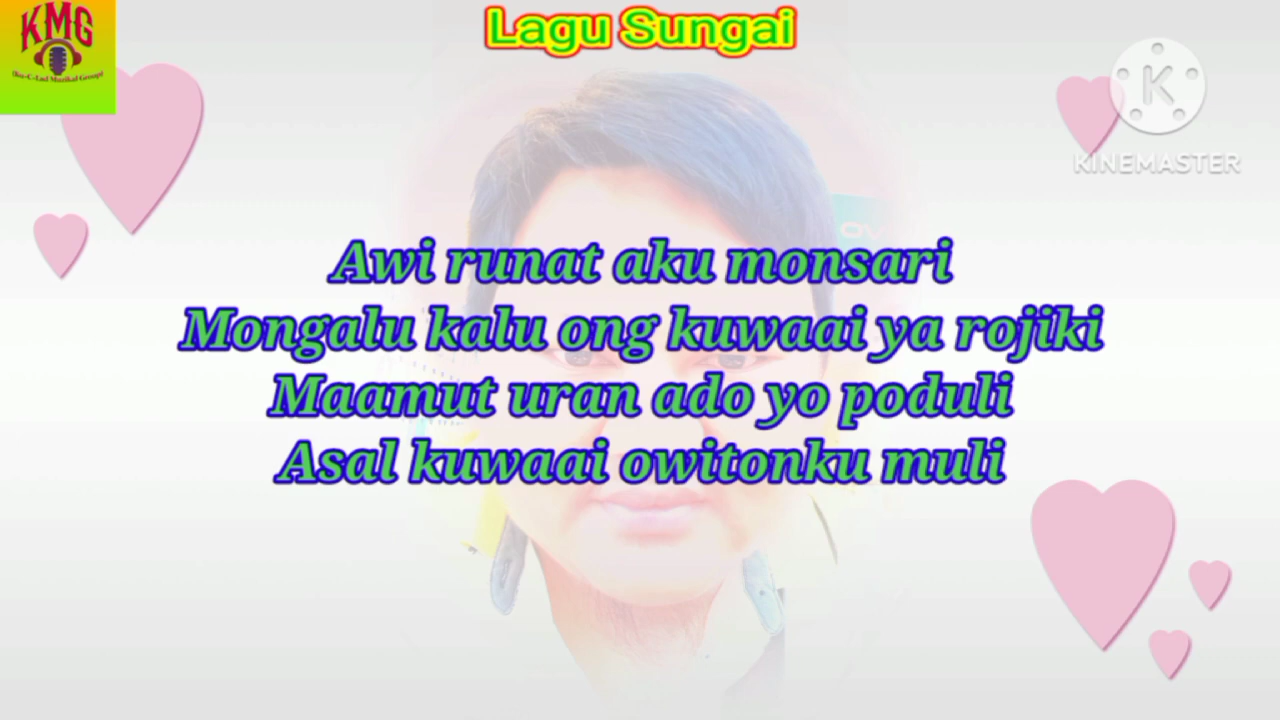 KMG
Lagu Sungai
K
KINEMASTER
Awi runat aku monsari
Mongalu kalu ong kuwaai ya rojiki
Maamut uran ado yo poduli
Asal kuwaai owitonku muli